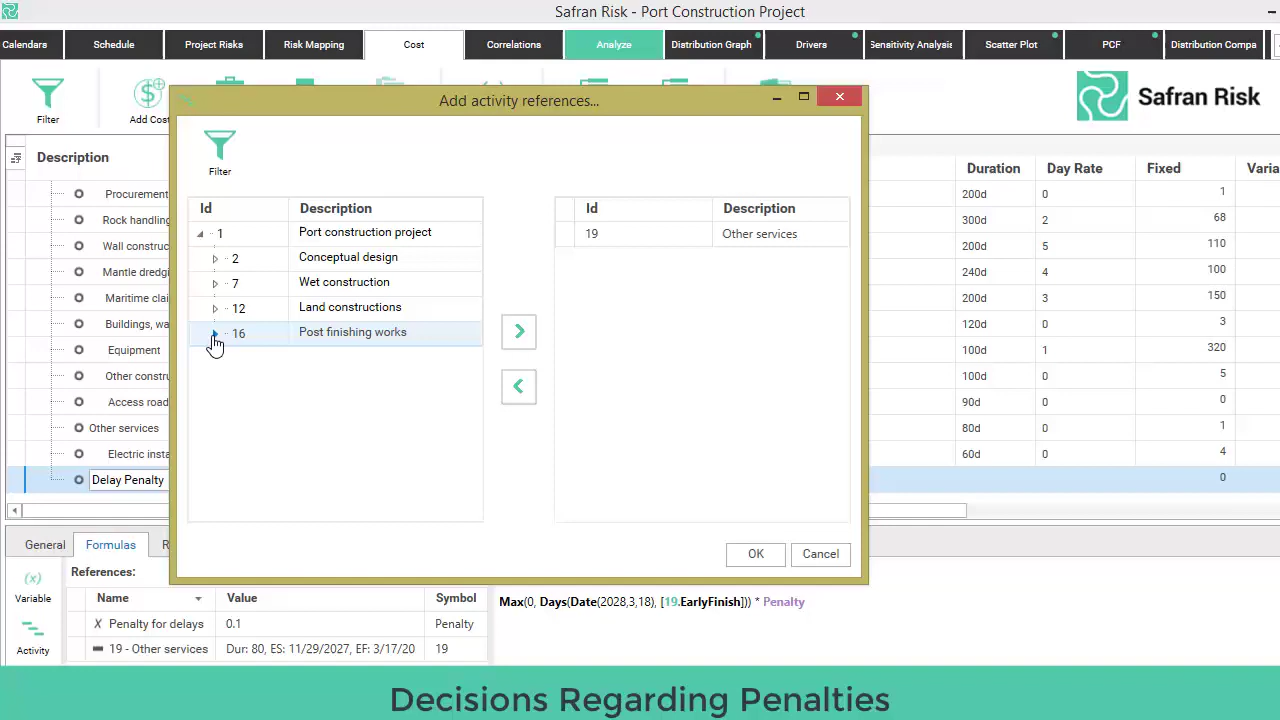 Safran Risk - Port Construction Project
Calendars
Schedule
Project Risks
Risk Mapping
Cost
Correlations
Analyze
Distribution Graph
Drivers
Sensitivity Analysis
Scatter Plot
PCF
Distribution Compa
Filter
Add Cost
Safran Risk
Add activity references...
Filter
Id Description
1 Port construction project
2 Conceptual design
7 Wet construction
12 Land constructions
16 Post finishing works
Id Description
19 Other services
OK
Cancel
Description
Duration Day Rate Fixed Varia
Procurement 200d 0 1
Rock handling 300d 2 68
Wall construc 200d 5 110
Mantle dredgi 240d 4 100
Maritime clai 200d 3 150
Buildings, wa 120d 0 3
Equipment 100d 1 320
Other constru 100d 0 5
Access road 90d 0 0
Other services 80d 0 1
Electric insta 60d 0 4
Delay Penalty 0
General
Formulas
R
(x)
Variable
Activity
References:
Name Value Symbol
X Penalty for delays 0.1 Penalty
19 - Other services Dur: 80, ES: 11/29/2027, EF: 3/17/20 19
Max(0, Days(Date(2028,3,18), [19.EarlyFinish])) * Penalty
Decisions Regarding Penalties